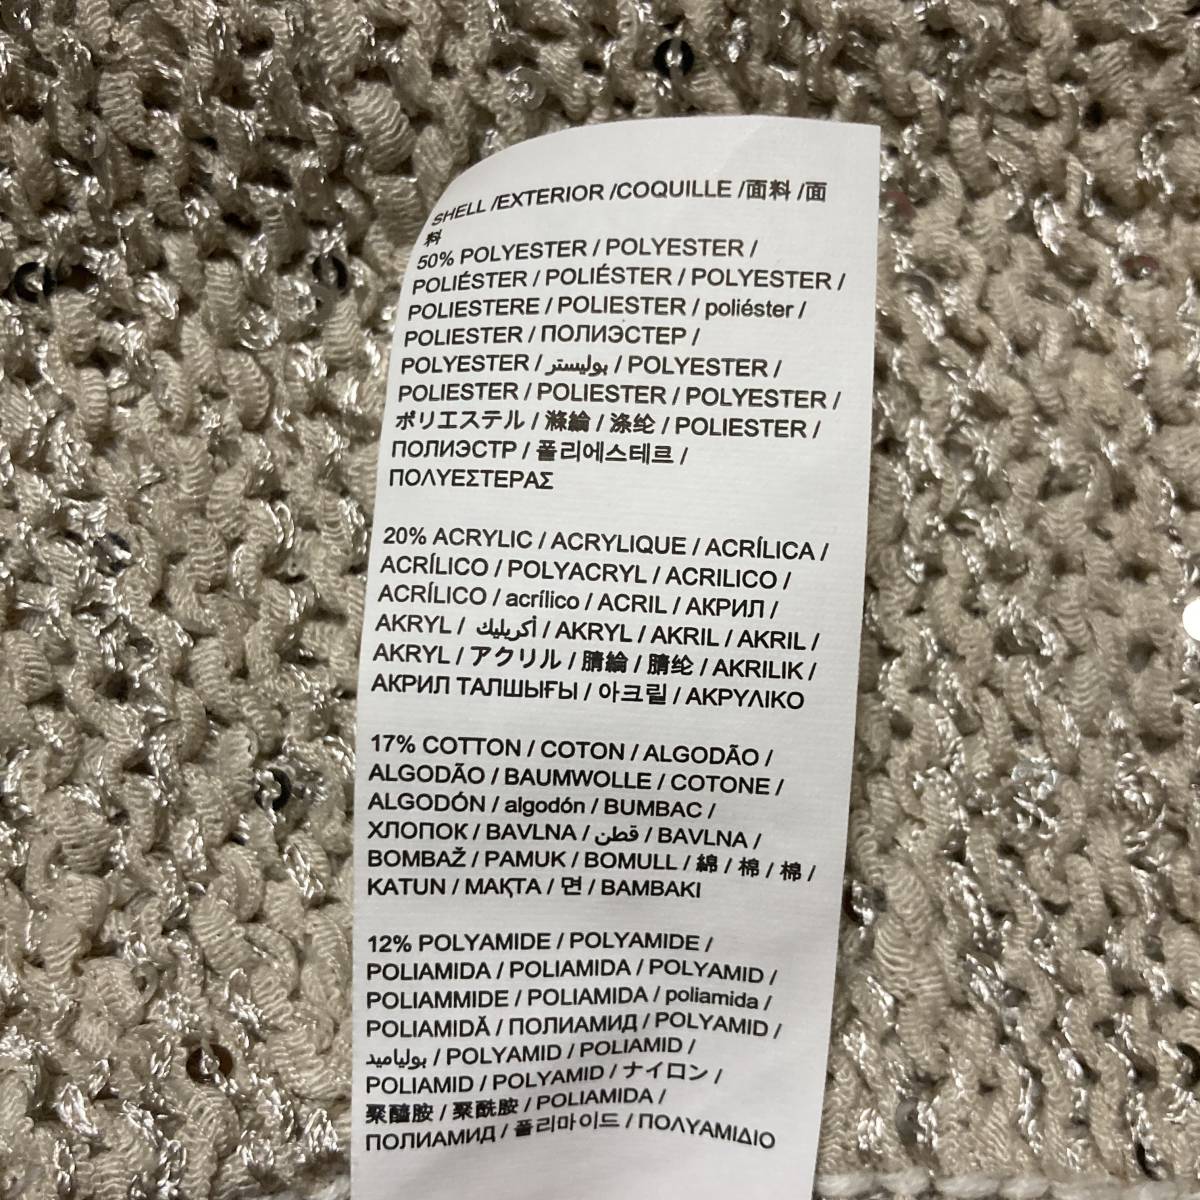 SHELL /EXTERIOR /COQUILLE /面料 /面
料
50% POLYESTER / POLYESTER /
POLIÉSTER / POLIÉSTER / POLYESTER /
POLIESTERE / POLIESTER / poliéster /
POLIESTER / ПОЛИЭСТЕР /
POLYESTER / بوليستر / POLYESTER /
POLIESTER / POLIESTER / POLYESTER /
ポリエステル / 滌綸 / 涤纶 / POLIESTER /
ПОЛИЭСТР / 폴리에스테르 /
ΠΟΛΥΕΣΤΕΡΑΣ
20% ACRYLIC / ACRYLIQUE / ACRÍLICA /
ACRÍLICO / POLYACRYL / ACRILICO /
ACRÍLICO / acrílico / ACRIL / АКРИЛ /
AKRYL / أكريليك / AKRYL / AKRIL / AKRIL /
AKRYL / アクリル / 腈綸 / 腈纶 / AKRILIK /
АКРИЛ ТАЛШЫҒЫ / 아크릴 / ΑΚΡΥΛΙΚΟ
17% COTTON / COTON / ALGODÃO /
ALGODÃO / BAUMWOLLE / COTONE /
ALGODÓN / algodón / BUMBAC /
ХЛОПОК / BAVLNA / قطن / BAVLNA /
BOMBAŽ / PAMUK / BOMULL / 綿 / 棉 / 棉 /
KATUN / МАҚТА / 면 / ΒΑΜΒΑΚΙ
12% POLYAMIDE / POLYAMIDE /
POLIAMIDA / POLIAMIDA / POLYAMID /
POLIAMMIDE / POLIAMIDA / poliamida /
POLIAMIDĂ / ПОЛИАМИД / POLYAMID /
بولياميد / POLYAMID / POLIAMID /
POLIAMID / POLYAMID / ナイロン /
聚醯胺 / 聚酰胺 / POLIAMIDA /
ПОЛИАМИД / 폴리마이드 / ΠΟΛΥΑΜΙΔΙΟ